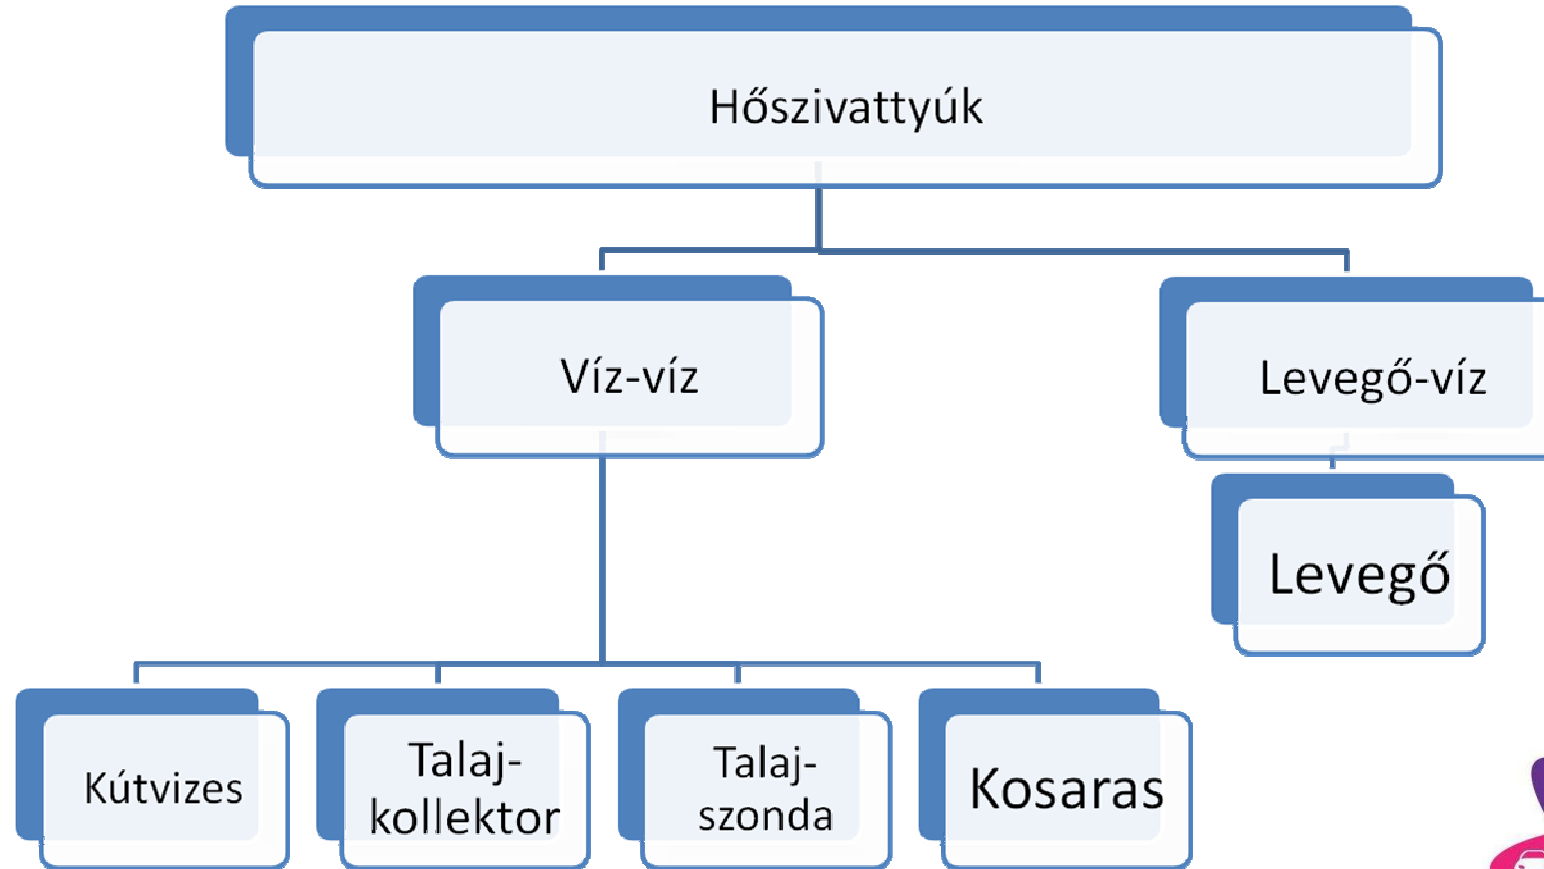 Hőszivattyúk
Víz-víz
Levegő-víz
Levegő
Kútvizes
Talaj-
kollektor
Talaj-
szonda
Kosaras